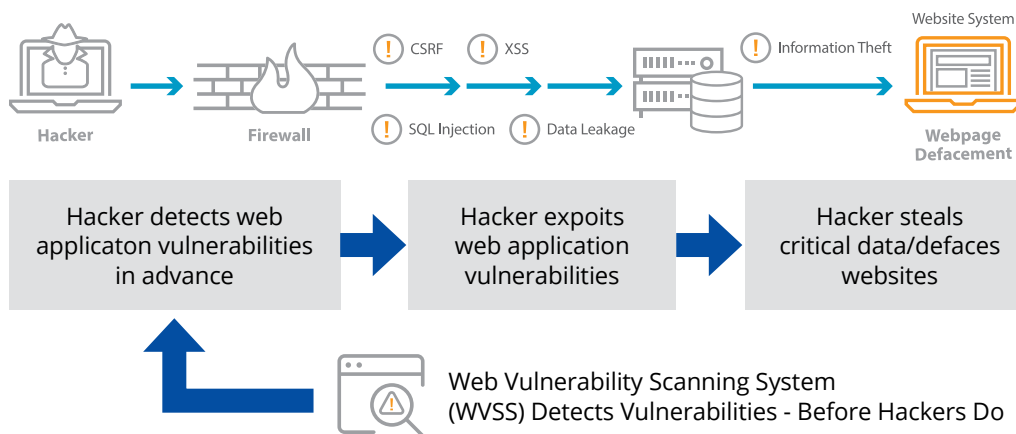 Website System
CSRF
XSS
Information Theft
Hacker
Firewall
SQL Injection
Data Leakage
Webpage
Defacement
Hacker detects web
applicaton vulnerabilities
in advance
Hacker expoits
web application
vulnerabilities
Hacker steals
critical data/defaces
websites
Web Vulnerability Scanning System
(WVSS) Detects Vulnerabilities - Before Hackers Do